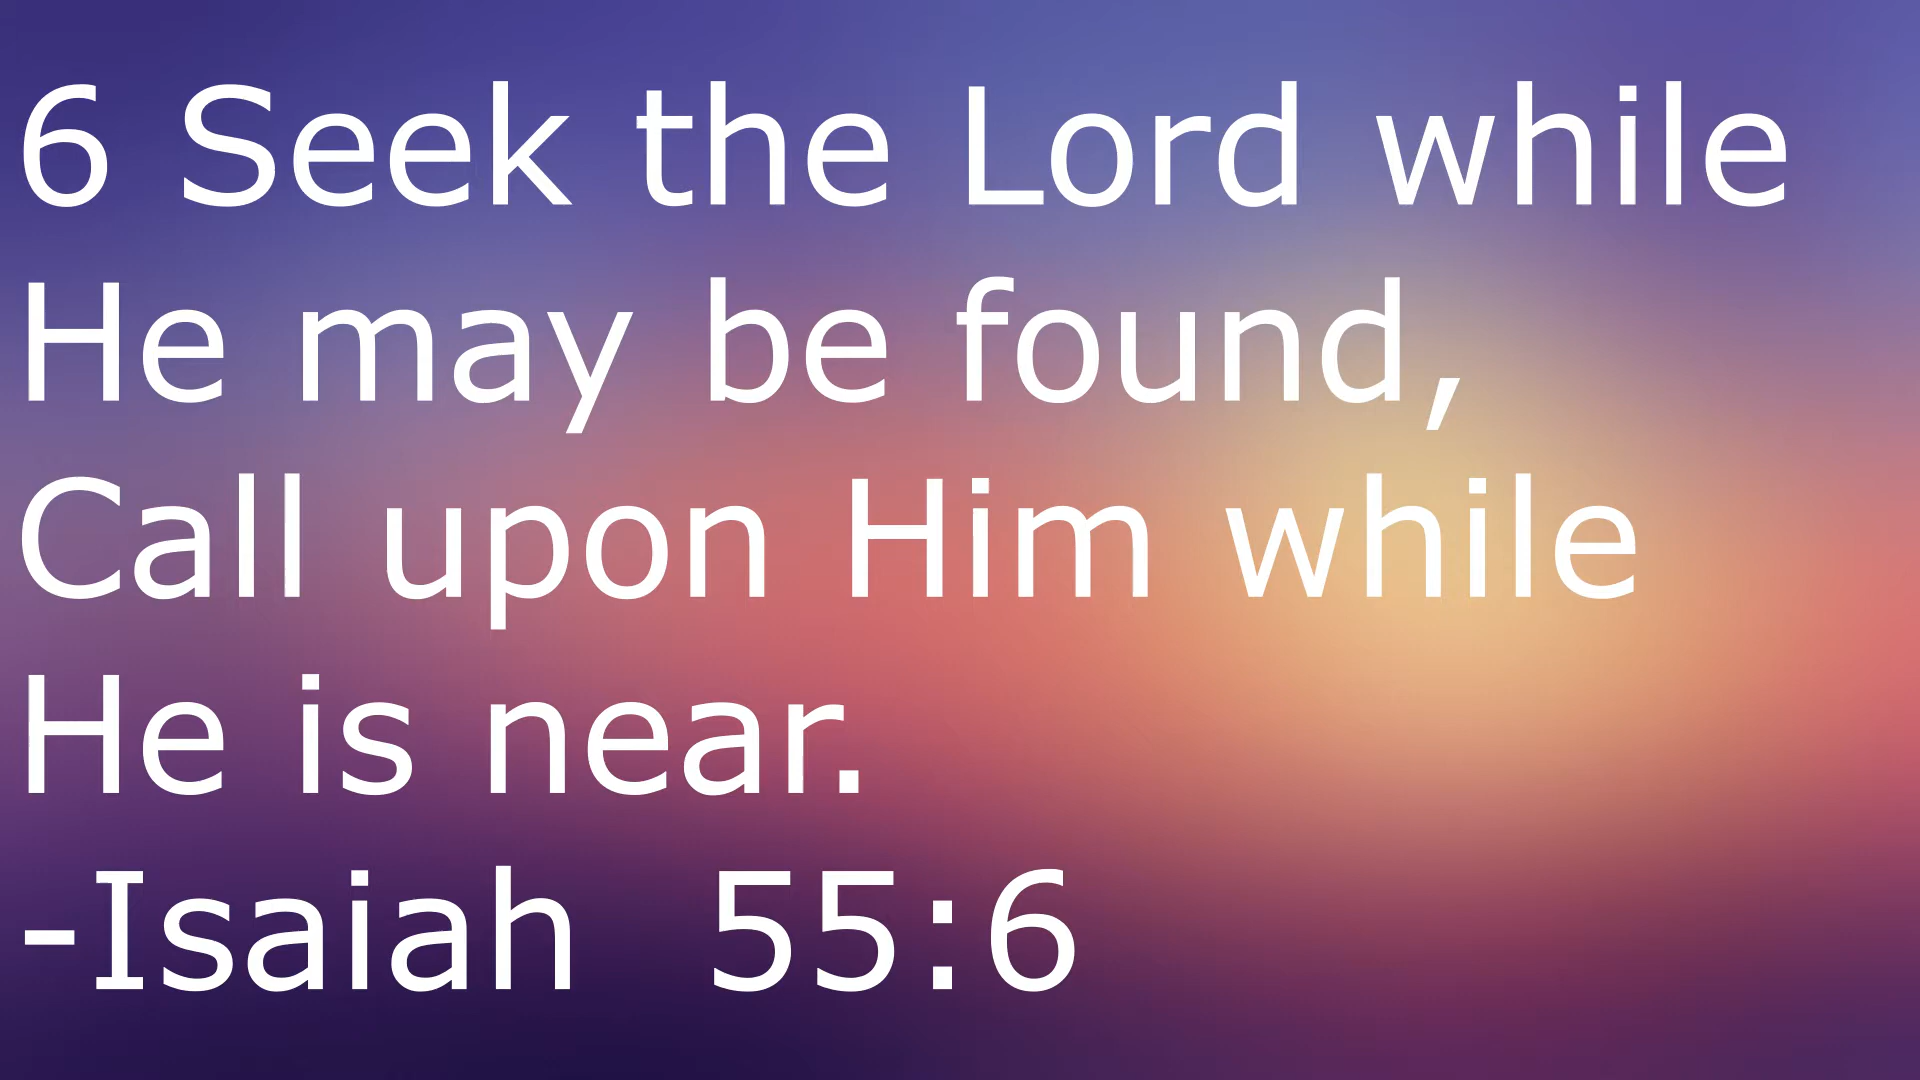 6 Seek the Lord while
He may be found,
Call upon Him while
He is near.
-Isaiah  55:6